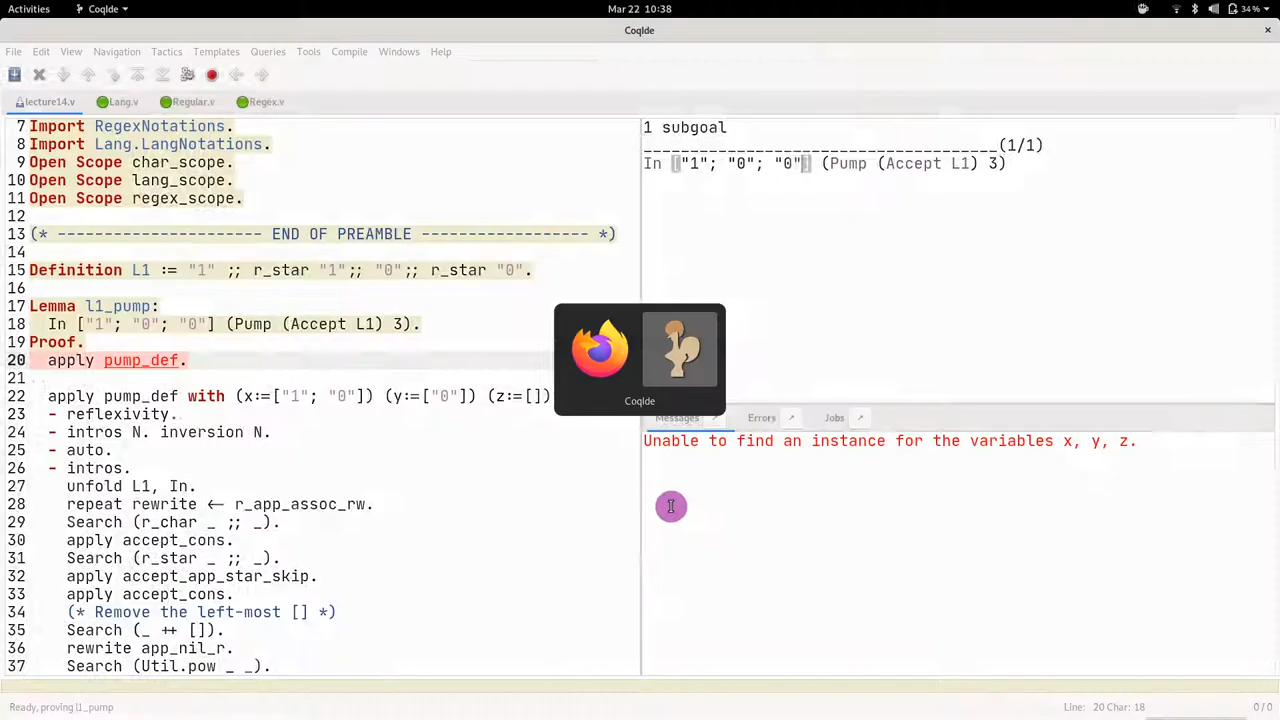 Activities
CoqIde
Mar 22 10:38
34 %
CoqIde
File Edit View Navigation Tactics Templates Queries Tools Compile Windows Help
lecture14.v
Lang.v
Regular.v
Regex.v
7 Import RegexNotations.
8 Import Lang.LangNotations.
9 Open Scope char_scope.
10 Open Scope lang_scope.
11 Open Scope regex_scope.
12
13 (* ---------------------- END OF PREAMBLE ------------------ *)
14
15 Definition L1 := "1" ;; r_star "1";; "0";; r_star "0".
16
17 Lemma l1_pump:
18 In ["1"; "0"; "0"] (Pump (Accept L1) 3).
19 Proof.
20 apply pump_def.
21
22 apply pump_def with (x:=["1"; "0"]) (y:=["0"]) (z:=[])
23 - reflexivity.
24 - intros N. inversion N.
25 - auto.
26 - intros.
27 unfold L1, In.
28 repeat rewrite <- r_app_assoc_rw.
29 Search (r_char _ ;; _).
30 apply accept_cons.
31 Search (r_star _ ;; _).
32 apply accept_app_star_skip.
33 apply accept_cons.
34 (* Remove the left-most [] *)
35 Search (_ ++ []).
36 rewrite app_nil_r.
37 Search (Util.pow _ _).
1 subgoal
______________________________________(1/1)
In ["1"; "0"; "0"] (Pump (Accept L1) 3)
CoqIde
Messages
Errors
Jobs
Unable to find an instance for the variables x, y, z.
Ready, proving l1_pump
Line: 20 Char: 18
0 / 0